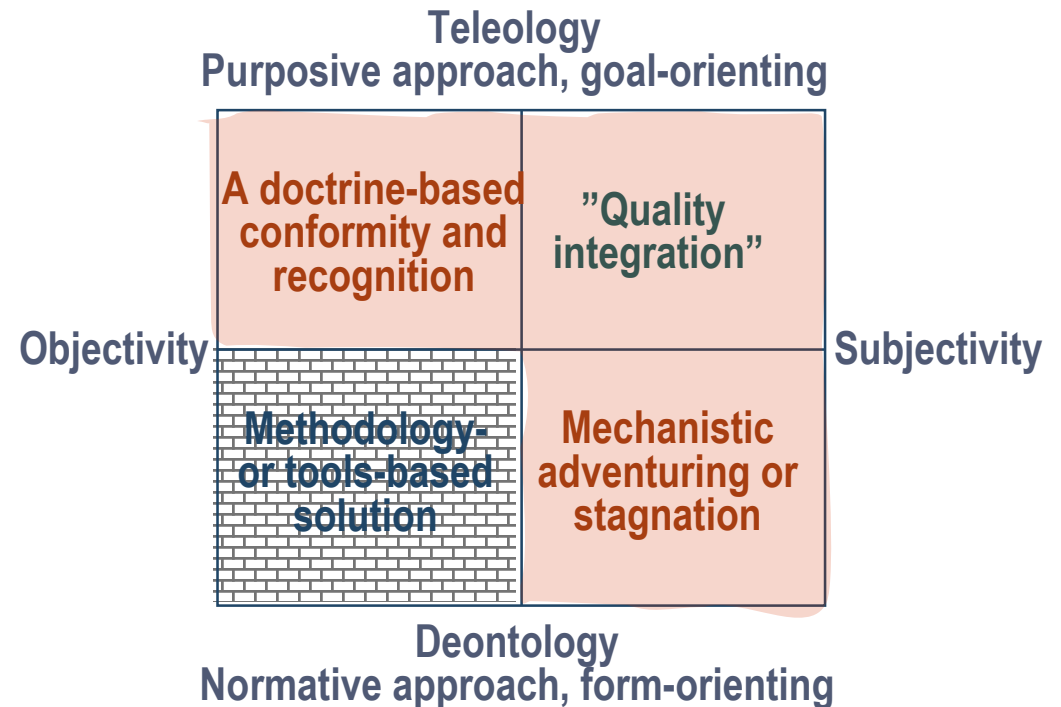 Teleology
Purposive approach, goal-orienting
A doctrine-based
conformity and
recognition
”Quality
integration”
Objectivity
Subjectivity
Methodology-
or tools-based
solution
Mechanistic
adventuring or
stagnation
Deontology
Normative approach, form-orienting